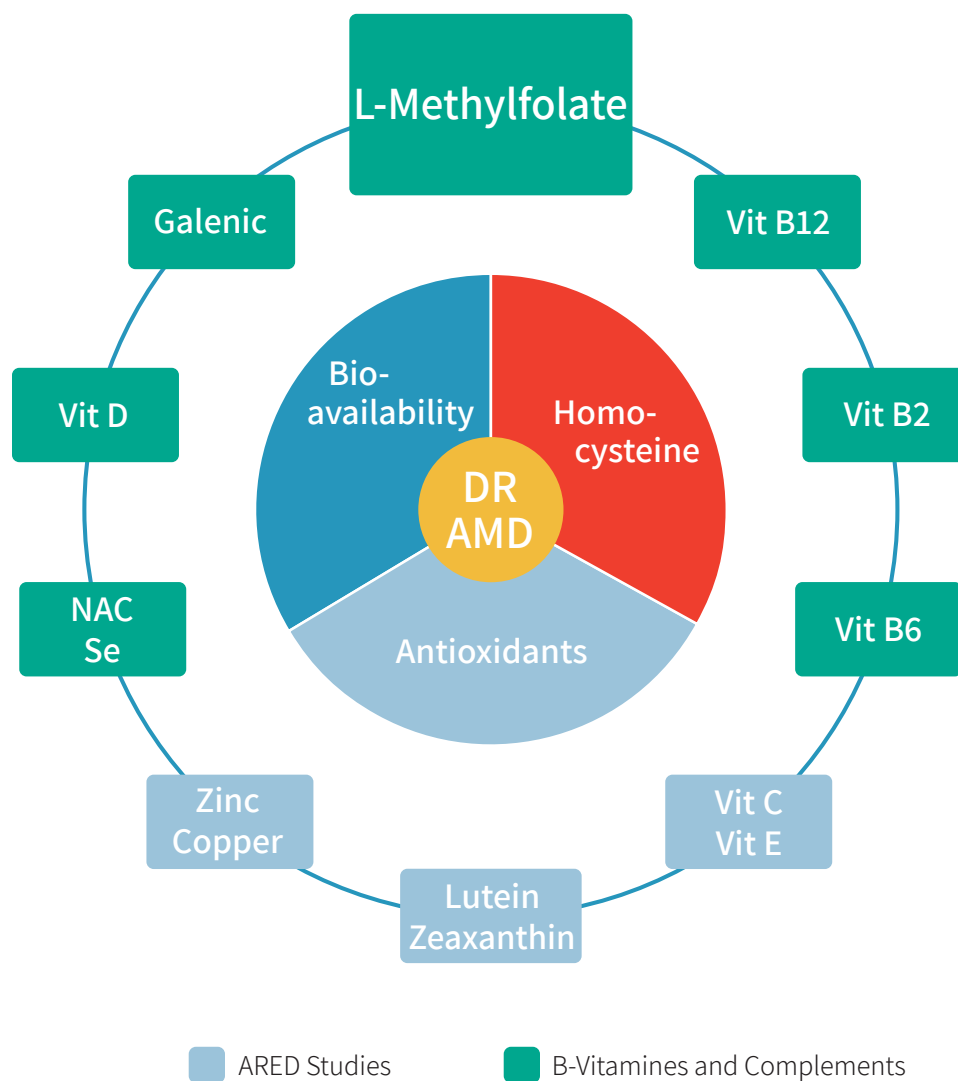 L-Methylfolate
Galenic
Vit B12
Bio-
availability
Homo-
cysteine
Vit D
Vit B2
DR
AMD
NAC
Se
Vit B6
Antioxidants
Zinc
Copper
Vit C
Vit E
Lutein
Zeaxanthin
ARED Studies
B-Vitamines and Complements